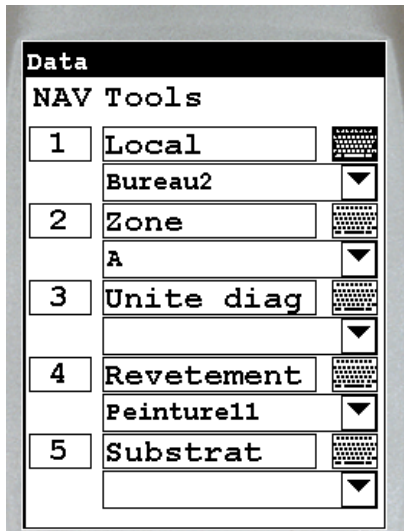 Data
NAV Tools
1 Local
Bureau2
2 Zone
A
3 Unite diag
4 Revetement
Peinture11
5 Substrat